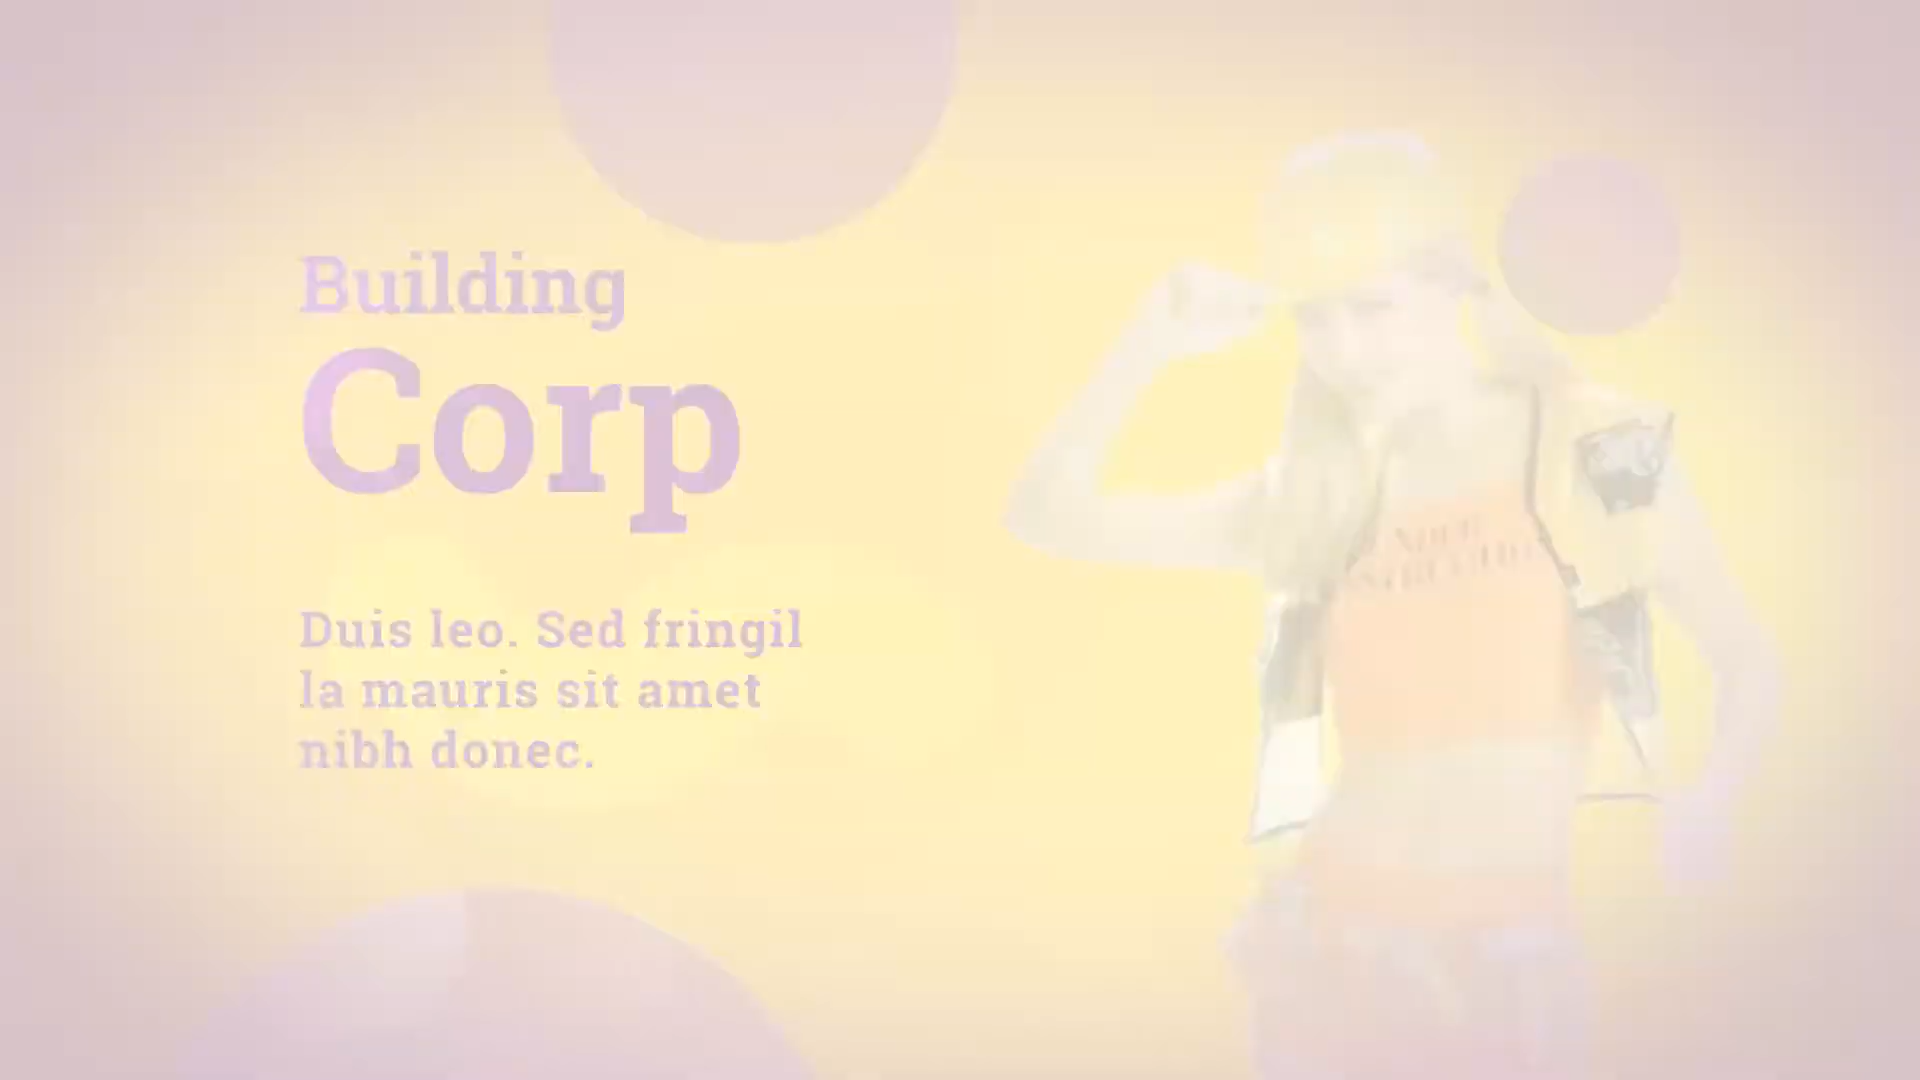 Building
Corp
Duis leo. Sed fringil
la mauris sit amet
nibh donec.